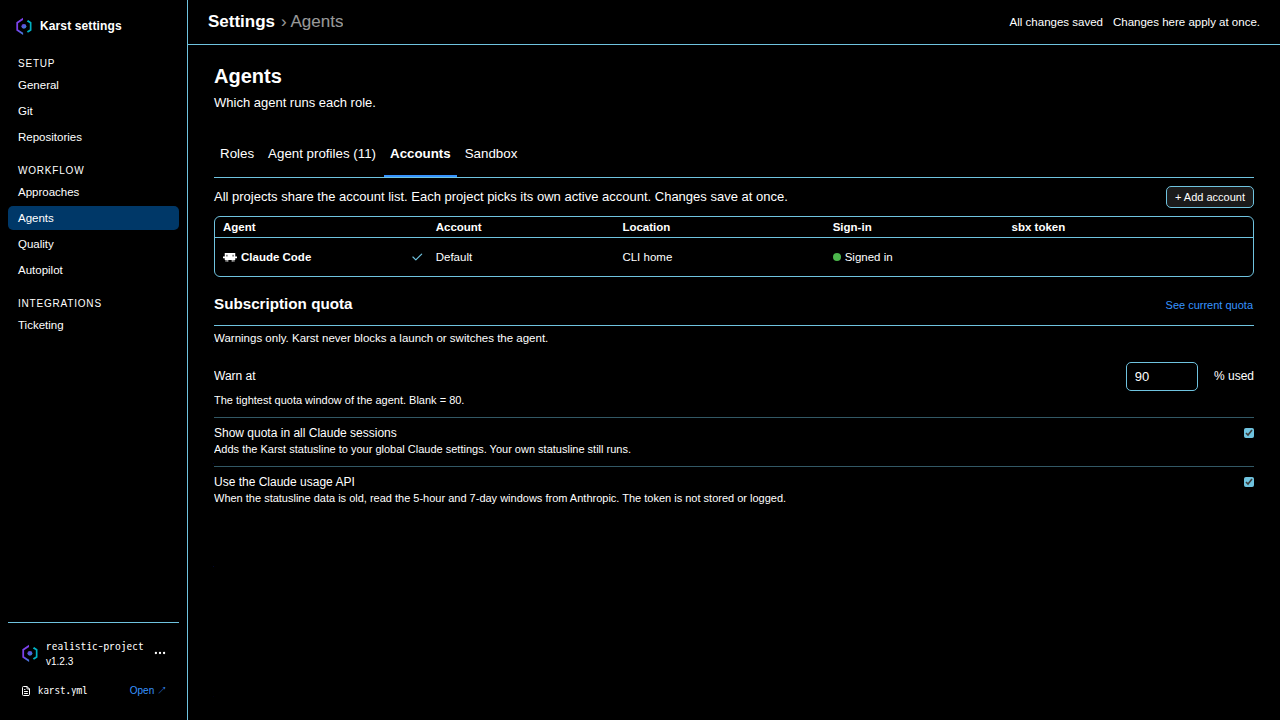 Karst settings
SETUP
General
Git
Repositories
WORKFLOW
Approaches
Agents
Quality
Autopilot
INTEGRATIONS
Ticketing
realistic-project
v1.2.3
karst.yml
Open ↗
Settings › Agents
All changes saved
Changes here apply at once.
Agents
Which agent runs each role.
Roles
Agent profiles (11)
Accounts
Sandbox
All projects share the account list. Each project picks its own active account. Changes save at once.
+ Add account
Agent
Account
Location
Sign-in
sbx token
Claude Code
Default
CLI home
Signed in
Subscription quota
See current quota
Warnings only. Karst never blocks a launch or switches the agent.
Warn at
90
% used
The tightest quota window of the agent. Blank = 80.
Show quota in all Claude sessions
Adds the Karst statusline to your global Claude settings. Your own statusline still runs.
Use the Claude usage API
When the statusline data is old, read the 5-hour and 7-day windows from Anthropic. The token is not stored or logged.